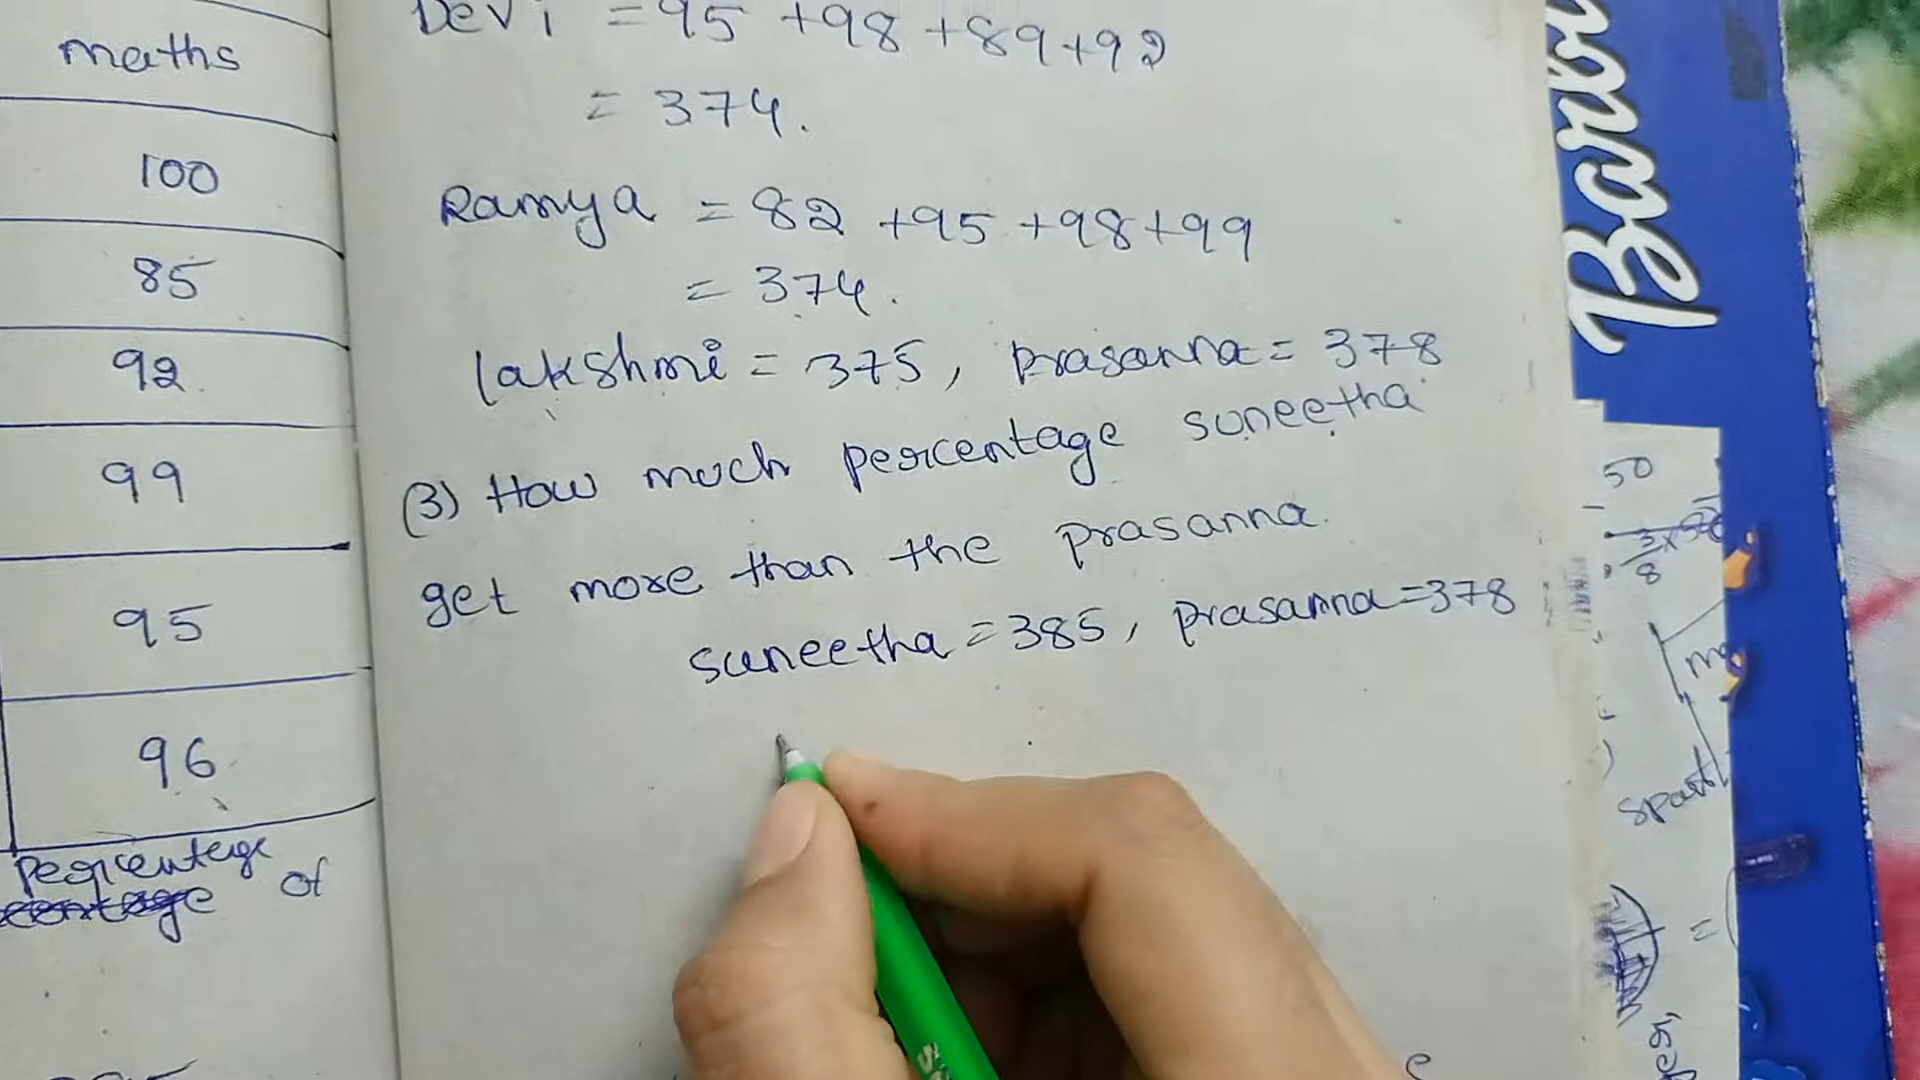 maths
100
85
92
99
95
96
Percentage of
Devi = 95 + 98 + 89 + 92
= 374.
Ramya = 82 + 95 + 98 + 99
= 374.
lakshmi = 375, prasanna = 378
(3) How much percentage suneetha
get more than the prasanna.
suneetha = 385, prasanna = 378
Baron
50
8